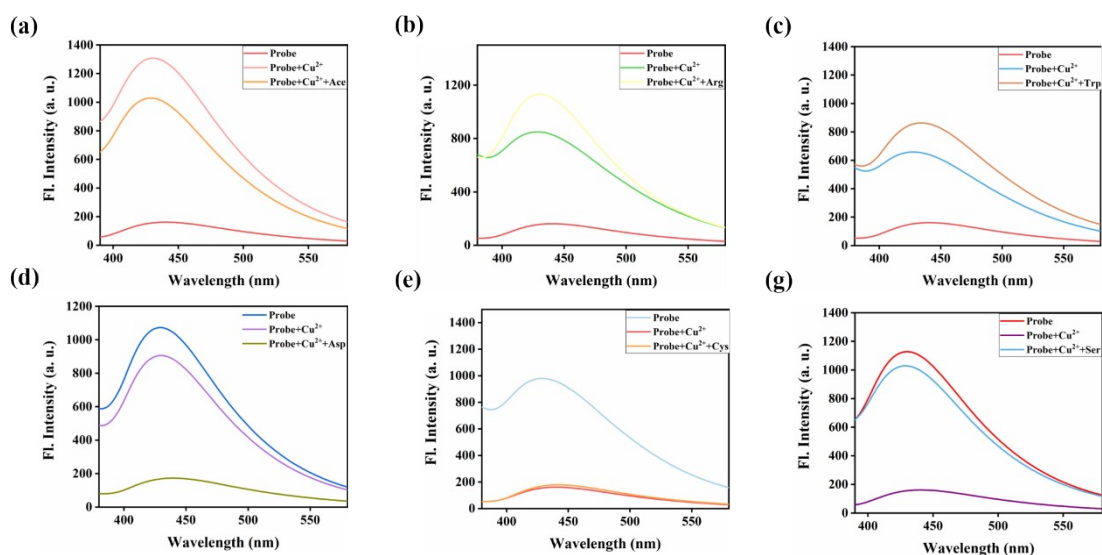 (a)
1400
1200
1000
800
600
400
200
0
Fl. Intensity (a. u.)
400 450 500 550
Wavelength (nm)
Probe
Probe+Cu²⁺
Probe+Cu²⁺+Ace
(b)
1200
800
400
0
Fl. Intensity (a. u.)
400 450 500 550
Wavelength (nm)
Probe
Probe+Cu²⁺
Probe+Cu²⁺+Arg
(c)
1400
1200
1000
800
600
400
200
0
Fl. Intensity (a. u.)
400 450 500 550
Wavelength (nm)
Probe
Probe+Cu²⁺
Probe+Cu²⁺+Trp
(d)
1200
1000
800
600
400
200
0
Fl. Intensity (a. u.)
400 450 500 550
Wavelength (nm)
Probe
Probe+Cu²⁺
Probe+Cu²⁺+Asp
(e)
1400
1200
1000
800
600
400
200
0
Fl. Intensity (a. u.)
400 450 500 550
Wavelength (nm)
Probe
Probe+Cu²⁺
Probe+Cu²⁺+Cys
(g)
1400
1200
1000
800
600
400
200
0
Fl. Intensity (a. u.)
400 450 500 550
Wavelength (nm)
Probe
Probe+Cu²⁺
Probe+Cu²⁺+Ser